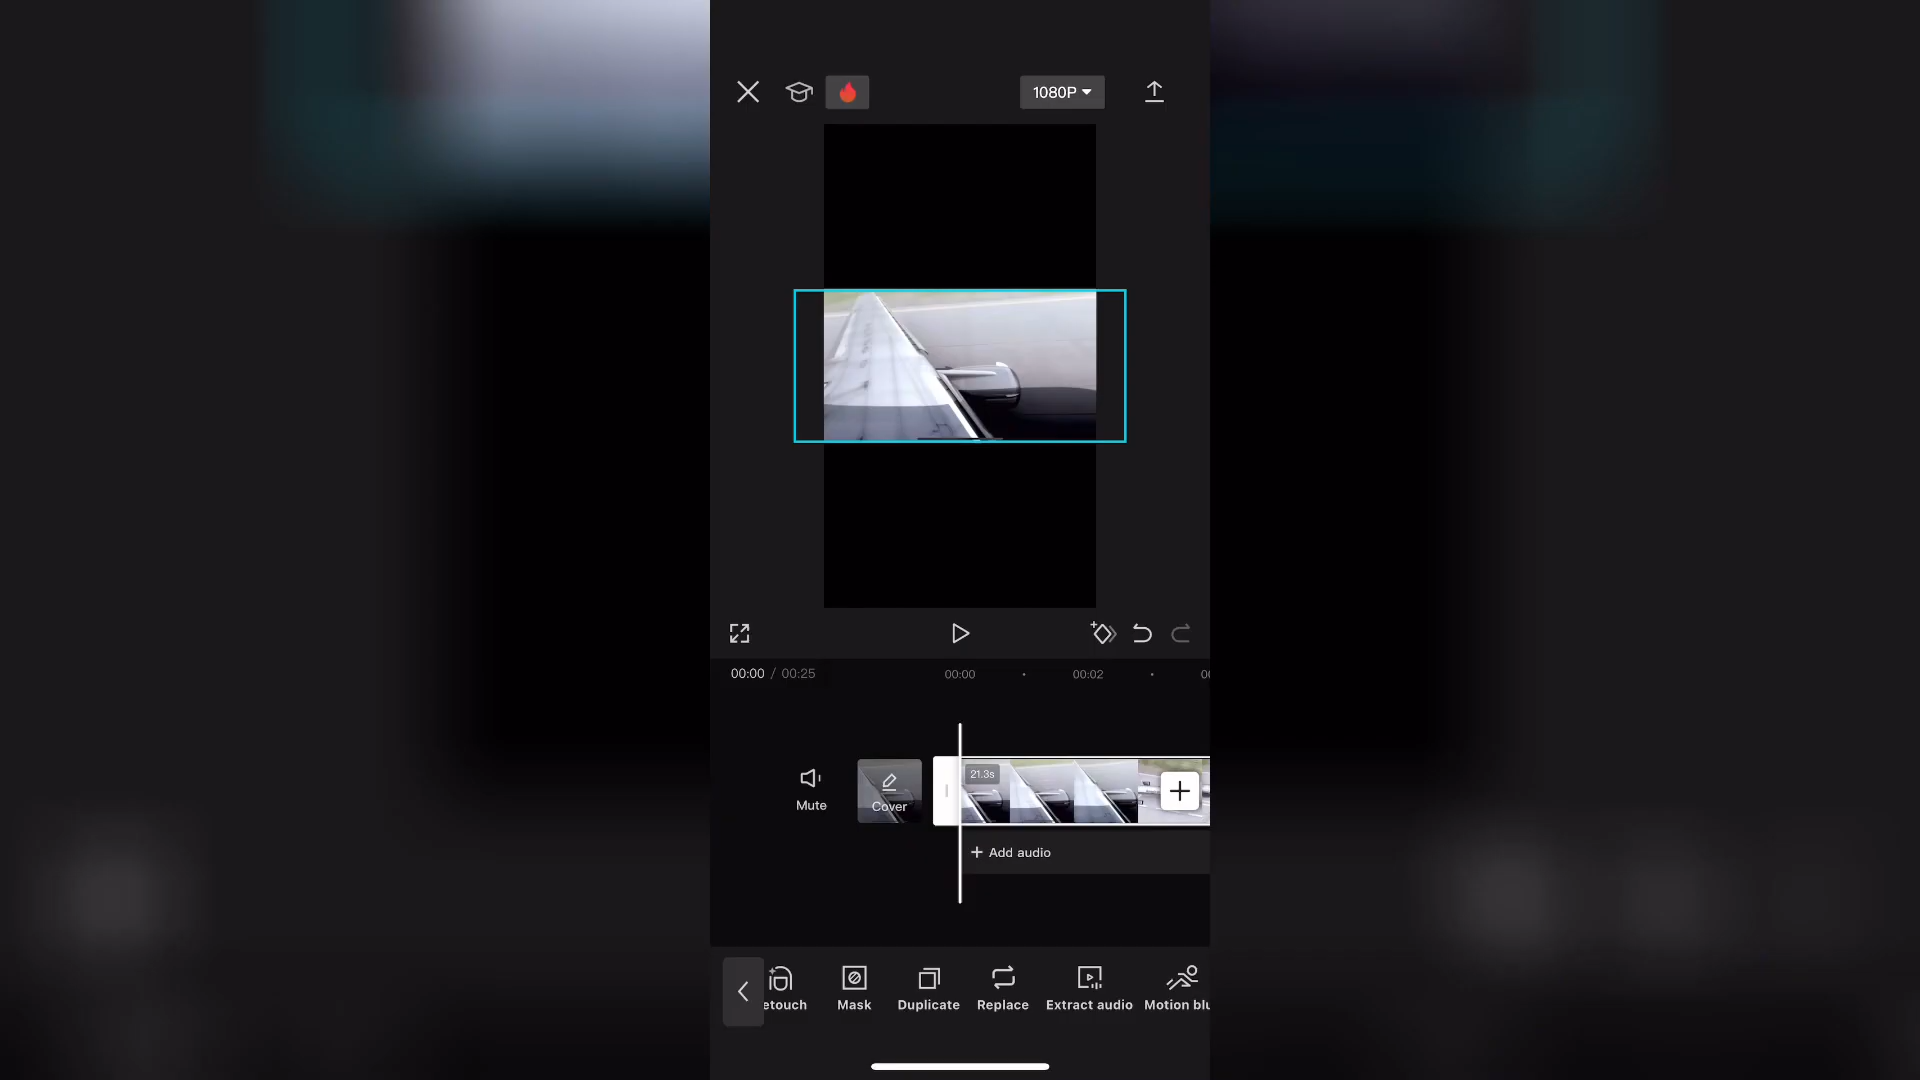 1080P
00:00 / 00:25
00:00
00:02
Mute
Cover
21.3s
+ Add audio
etouch
Mask
Duplicate
Replace
Extract audio
Motion blu